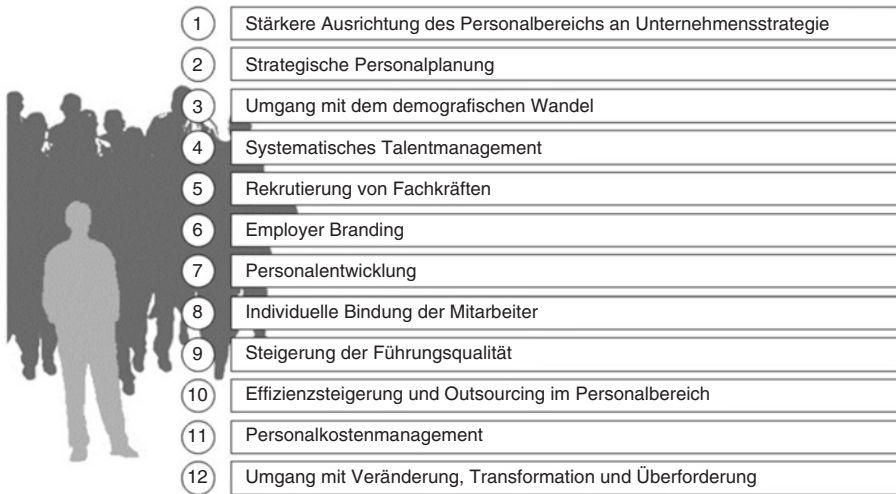 1 Stärkere Ausrichtung des Personalbereichs an Unternehmensstrategie
2 Strategische Personalplanung
3 Umgang mit dem demografischen Wandel
4 Systematisches Talentmanagement
5 Rekrutierung von Fachkräften
6 Employer Branding
7 Personalentwicklung
8 Individuelle Bindung der Mitarbeiter
9 Steigerung der Führungsqualität
10 Effizienzsteigerung und Outsourcing im Personalbereich
11 Personalkostenmanagement
12 Umgang mit Veränderung, Transformation und Überforderung